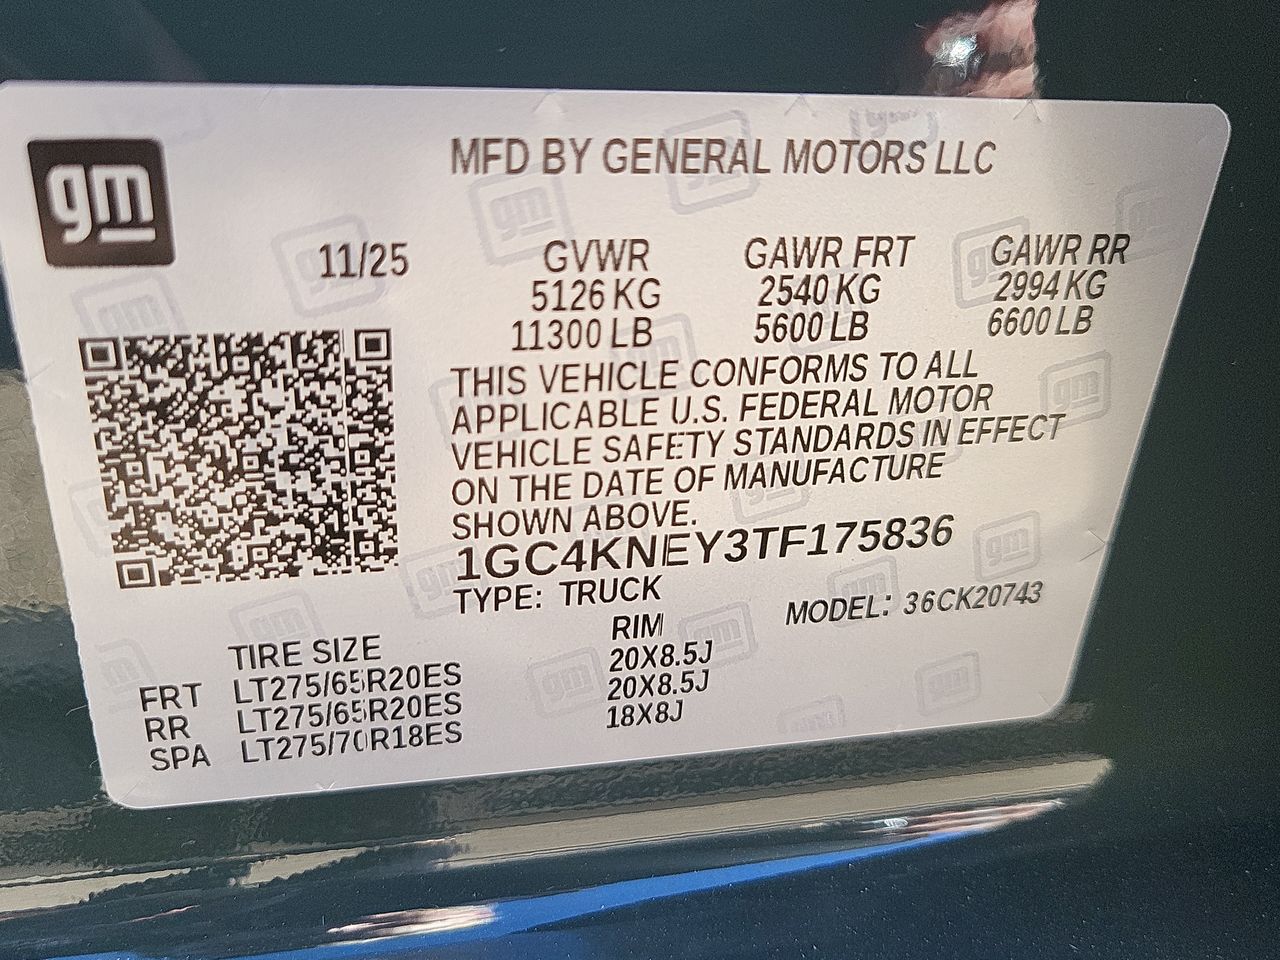 gm
MFD BY GENERAL MOTORS LLC
11/25
GVWR GAWR FRT GAWR RR
5126 KG 2540 KG 2994 KG
11300 LB 5600 LB 6600 LB
THIS VEHICLE CONFORMS TO ALL
APPLICABLE U.S. FEDERAL MOTOR
VEHICLE SAFETY STANDARDS IN EFFECT
ON THE DATE OF MANUFACTURE
SHOWN ABOVE.
1GC4KNEY3TF175836
TYPE: TRUCK MODEL: 36CK20743
TIRE SIZE RIM
FRT LT275/65R20ES 20X8.5J
RR LT275/65R20ES 20X8.5J
SPA LT275/70R18ES 18X8J